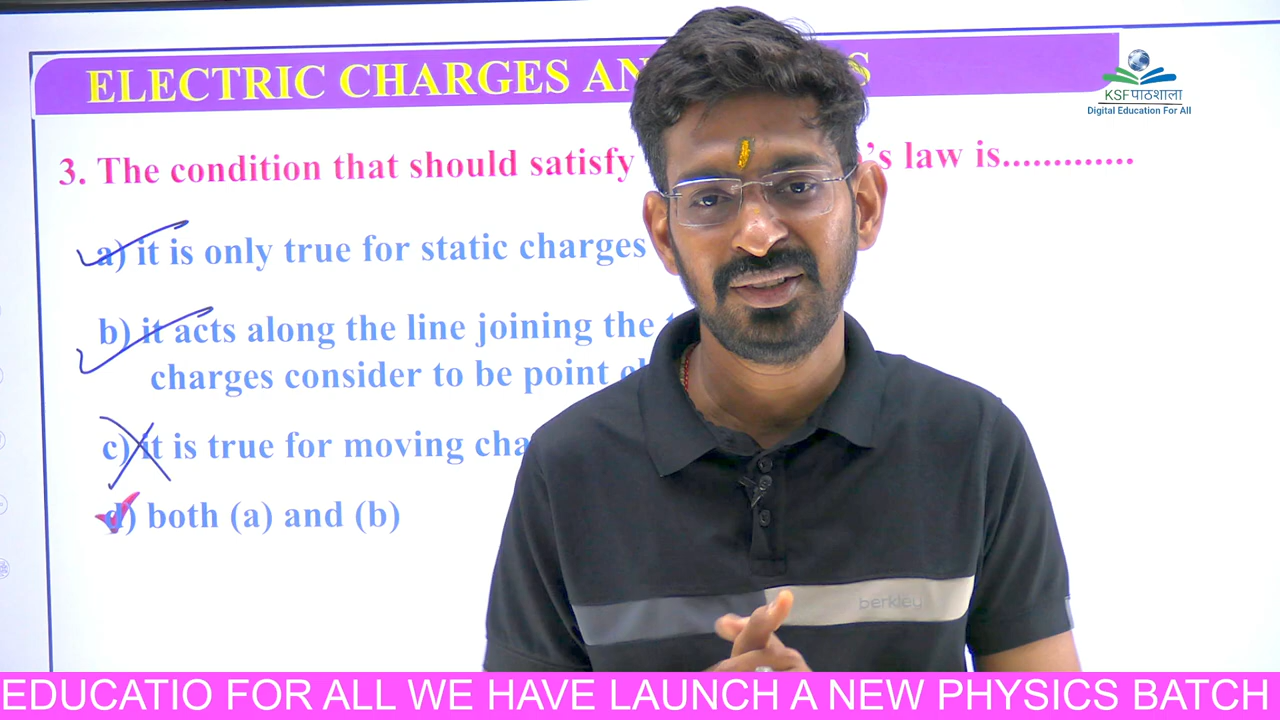 ELECTRIC CHARGES
KSFपाठशाला
Digital Education For All
3. The condition that should satisfy 's law is.............
a) it is only true for static charges
b) it acts along the line joining the
charges consider to be point
c) it is true for moving
d) both (a) and (b)
berkley
EDUCATIO FOR ALL WE HAVE LAUNCH A NEW PHYSICS BATCH